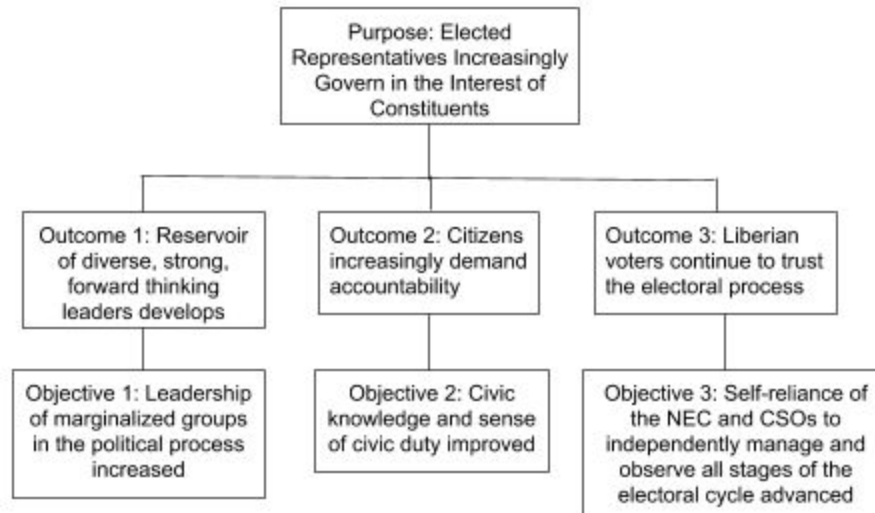 Purpose: Elected
Representatives Increasingly
Govern in the Interest of
Constituents
Outcome 1: Reservoir
of diverse, strong,
forward thinking
leaders develops
Outcome 2: Citizens
increasingly demand
accountability
Outcome 3: Liberian
voters continue to trust
the electoral process
Objective 1: Leadership
of marginalized groups
in the political process
increased
Objective 2: Civic
knowledge and sense
of civic duty improved
Objective 3: Self-reliance of
the NEC and CSOs to
independently manage and
observe all stages of the
electoral cycle advanced